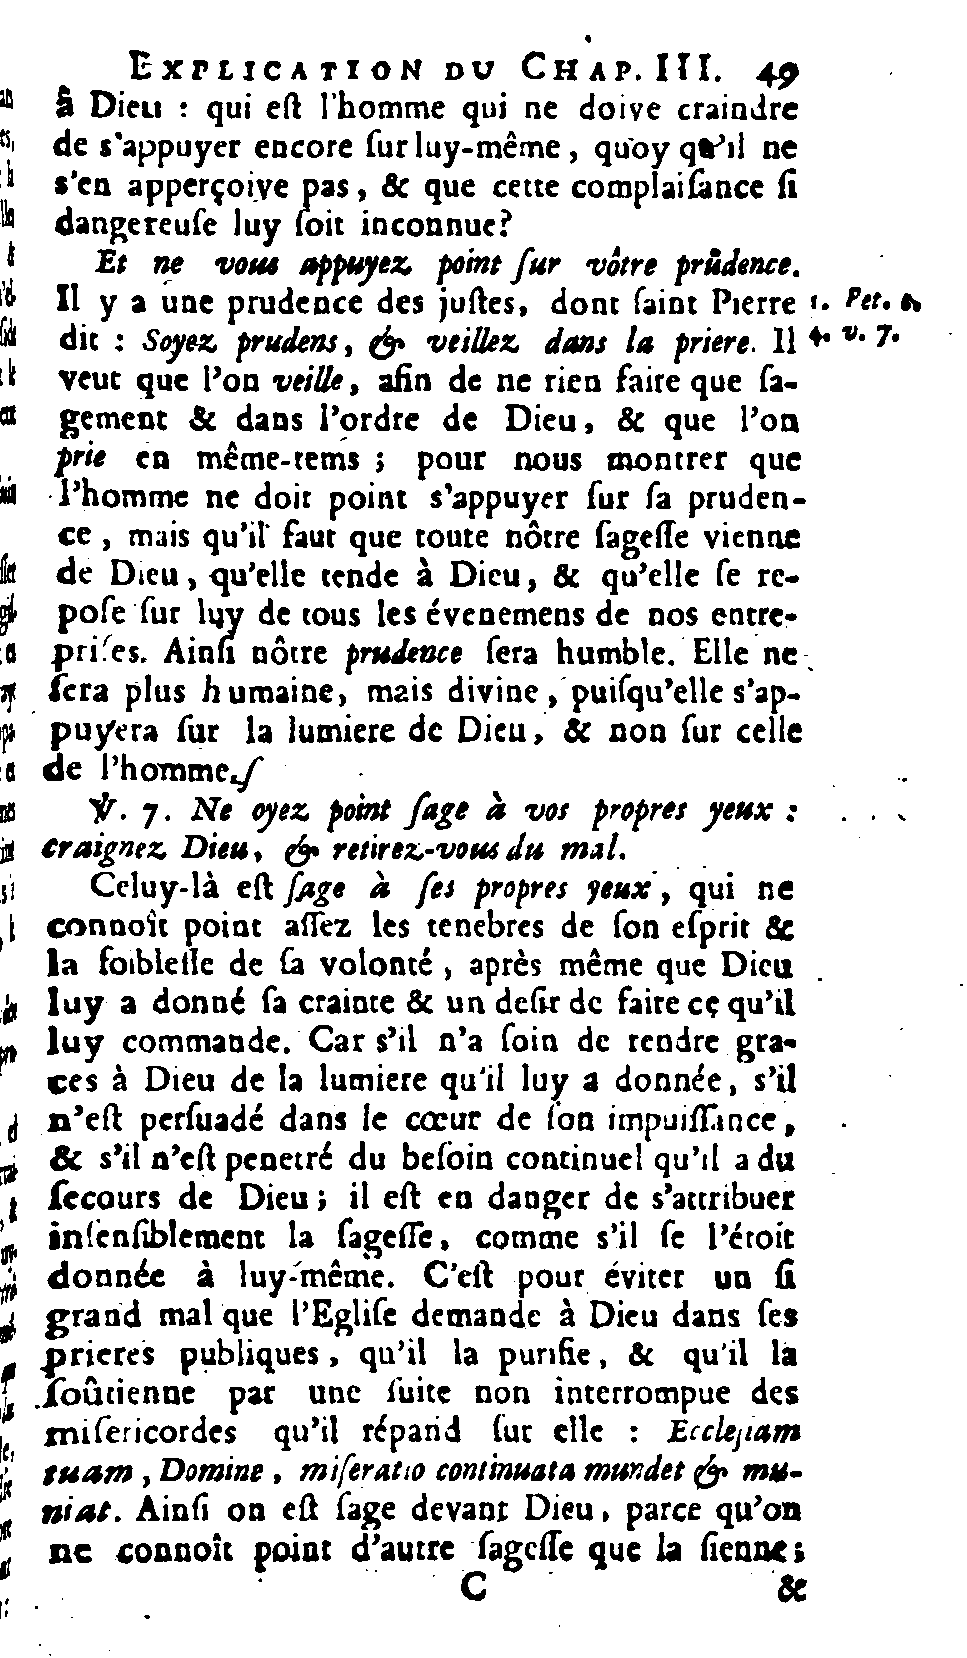 EXPLICATION DU CHAP. III. 49
à Dieu : qui eſt l'homme qui ne doive craindre
de s'appuyer encore ſur luy-même, quoy qu'il ne
s'en apperçoive pas, & que cette complaiſance ſi
dangereuſe luy ſoit inconnue?
Et ne vous appuyez point ſur vôtre prûdence.
Il y a une prudence des juſtes, dont ſaint Pierre
1. Pet.
dit : Soyez prudens, & veillez dans la priere. Il
4. v. 7.
veut que l'on veille, afin de ne rien faire que ſa-
gement & dans l'ordre de Dieu, & que l'on
prie en même-tems ; pour nous montrer que
l'homme ne doit point s'appuyer ſur ſa pruden-
ce, mais qu'il faut que toute nôtre ſageſſe vienne
de Dieu, qu'elle tende à Dieu, & qu'elle ſe re-
poſe ſur luy de tous les évenemens de nos entre-
priſes. Ainſi nôtre prudence ſera humble. Elle ne
ſera plus humaine, mais divine, puiſqu'elle s'ap-
puyera ſur la lumiere de Dieu, & non ſur celle
de l'homme.
℣. 7. Ne oyez point ſage à vos propres yeux :
craignez Dieu, & retirez-vous du mal.
Celuy-là eſt ſage à ſes propres yeux, qui ne
connoît point aſſez les tenebres de ſon eſprit &
la foibleſſe de ſa volonté, après même que Dieu
luy a donné ſa crainte & un deſir de faire ce qu'il
luy commande. Car s'il n'a ſoin de rendre gra-
ces à Dieu de la lumiere qu'il luy a donnée, s'il
n'eſt perſuadé dans le cœur de ſon impuiſſance,
& s'il n'eſt penetré du beſoin continuel qu'il a du
ſecours de Dieu ; il eſt en danger de s'attribuer
inſenſiblement la ſageſſe, comme s'il ſe l'étoit
donnée à luy-même. C'eſt pour éviter un ſi
grand mal que l'Egliſe demande à Dieu dans ſes
prieres publiques, qu'il la purifie, & qu'il la
ſoûtienne par une ſuite non interrompue des
miſericordes qu'il répand ſur elle : Eccleſiam
tuam, Domine, miſeratio continuata mundet & mu-
niat. Ainſi on eſt ſage devant Dieu, parce qu'on
ne connoît point d'autre ſageſſe que la ſienne ;
C &